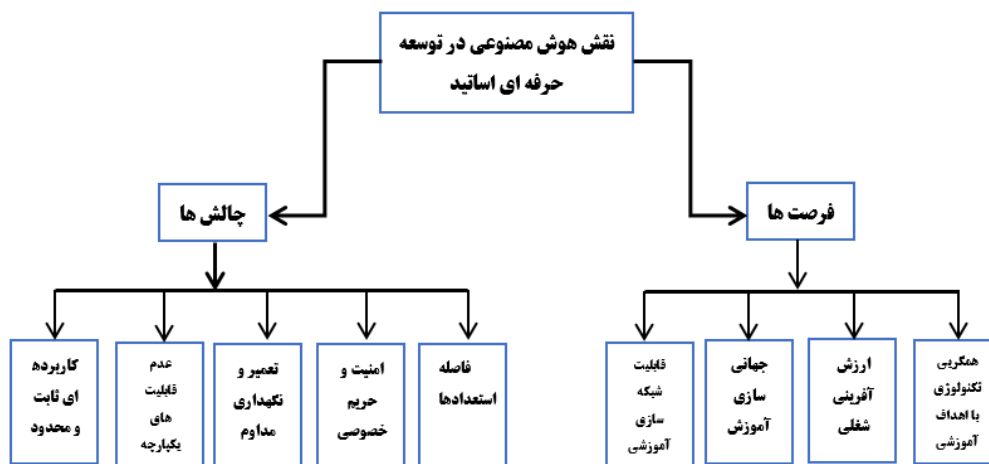 نقش هوش مصنوعی در توسعه
حرفه ای اساتید
فرصت ها
چالش ها
همگریی
تکنولوژی
با اهداف
آموزشی
ارزش
آفرینی
شغلی
جهانی
سازی
آموزش
قابلیت
شبکه
سازی
آموزشی
فاصله
استعدادها
امنیت و
حریم
خصوصی
تعمیر و
نگهداری
مداوم
عدم
قابلیت
های
یکپارچه
کاربرده
ای ثابت
و محدود